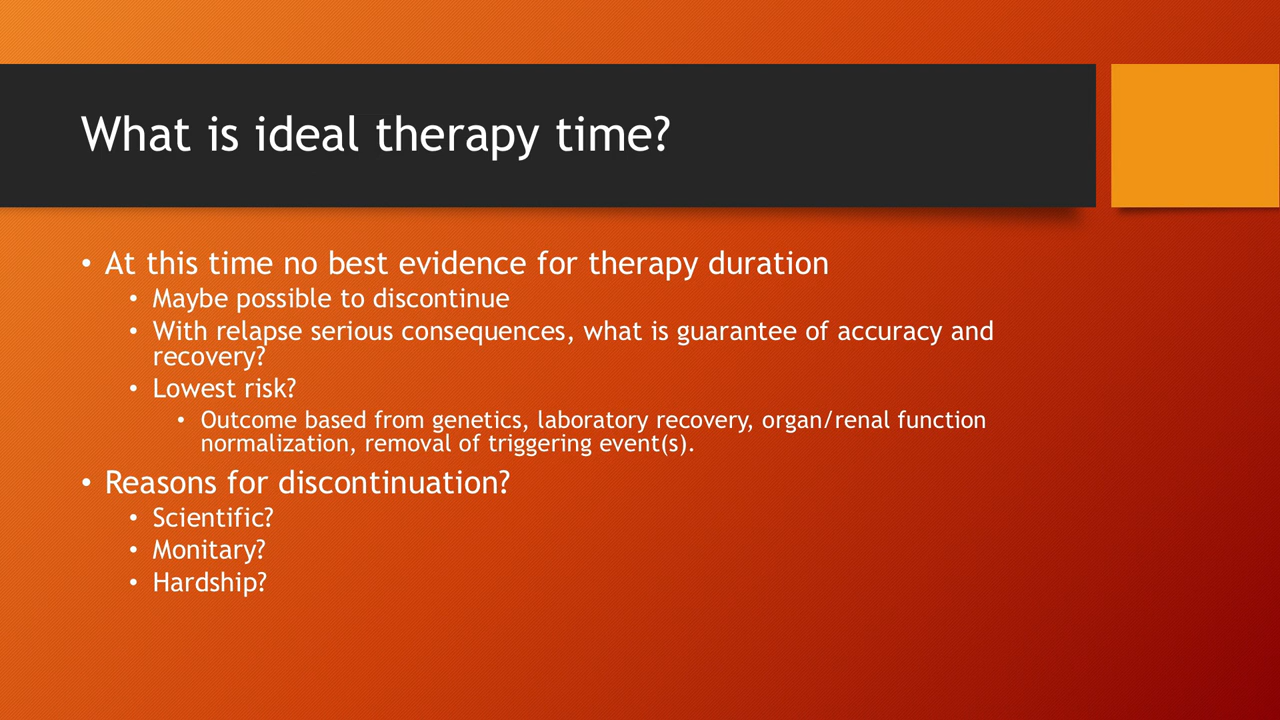 What is ideal therapy time?
• At this time no best evidence for therapy duration
• Maybe possible to discontinue
• With relapse serious consequences, what is guarantee of accuracy and
recovery?
• Lowest risk?
• Outcome based from genetics, laboratory recovery, organ/renal function
normalization, removal of triggering event(s).
• Reasons for discontinuation?
• Scientific?
• Monitary?
• Hardship?